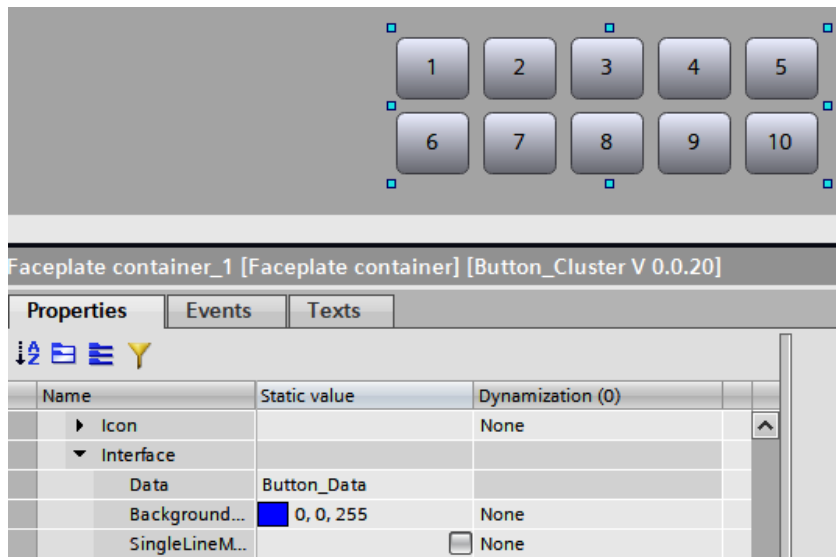 1 2 3 4 5
6 7 8 9 10
Faceplate container_1 [Faceplate container] [Button_Cluster V 0.0.20]
Properties Events Texts
Name Static value Dynamization (0)
Icon None
Interface
Data Button_Data
Background... 0, 0, 255 None
SingleLineM... None